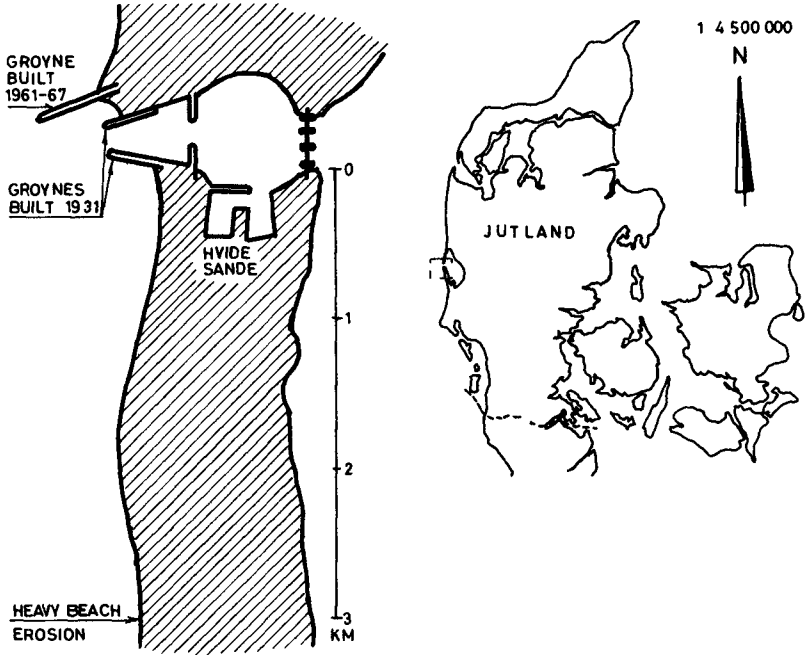 GROYNE
BUILT
1961-67
GROYNES
BUILT 1931
HVIDE
SANDE
0
1
2
3
KM
HEAVY BEACH
EROSION
1 4 500 000
N
JUTLAND